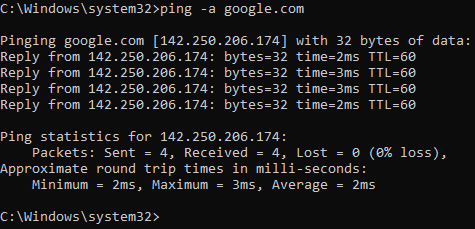 C:\Windows\system32>ping -a google.com
Pinging google.com [142.250.206.174] with 32 bytes of data:
Reply from 142.250.206.174: bytes=32 time=2ms TTL=60
Reply from 142.250.206.174: bytes=32 time=3ms TTL=60
Reply from 142.250.206.174: bytes=32 time=3ms TTL=60
Reply from 142.250.206.174: bytes=32 time=2ms TTL=60
Ping statistics for 142.250.206.174:
    Packets: Sent = 4, Received = 4, Lost = 0 (0% loss),
Approximate round trip times in milli-seconds:
    Minimum = 2ms, Maximum = 3ms, Average = 2ms
C:\Windows\system32>